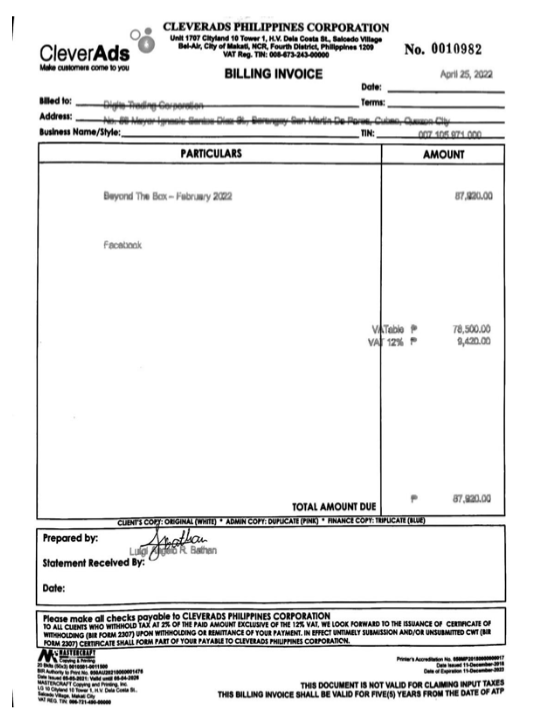 CLEVERADS PHILIPPINES CORPORATION
Unit 1707 Cityland 10 Tower 1, H.V. Dela Costa St., Salcedo Village
Bel-Air, City of Makati, NCR, Fourth District, Philippines 1209
VAT Reg. TIN: 008-673-243-00000
CleverAds
Make customers come to you
No. 0010982
BILLING INVOICE
April 25, 2022
Date:
Billed to: Digits Trading Corporation
Terms:
Address: No. 88 Mayor Ignacio Santos Diaz St., Barangay San Martin De Porres, Cubao, Quezon City
Business Name/Style:
TIN: 007 105 971 000
PARTICULARS AMOUNT
Beyond The Box – February 2022 87,920.00
Facebook
VATable ₱ 78,500.00
VAT 12% ₱ 9,420.00
TOTAL AMOUNT DUE ₱ 87,920.00
CLIENT'S COPY: ORIGINAL (WHITE) * ADMIN COPY: DUPLICATE (PINK) * FINANCE COPY: TRIPLICATE (BLUE)
Prepared by:
Luigi Angelo R. Bathan
Statement Received By:
Date:
Please make all checks payable to CLEVERADS PHILIPPINES CORPORATION
TO ALL CLIENTS WHO WITHHOLD TAX AT 2% OF THE PAID AMOUNT EXCLUSIVE OF THE 12% VAT, WE LOOK FORWARD TO THE ISSUANCE OF CERTIFICATE OF
WITHHOLDING (BIR FORM 2307) UPON WITHHOLDING OR REMITTANCE OF YOUR PAYMENT. IN EFFECT UNTIMELY SUBMISSION AND/OR UNSUBMITTED CWT (BIR
FORM 2307) CERTIFICATE SHALL FORM PART OF YOUR PAYABLE TO CLEVERADS PHILIPPINES CORPORATION.
MASTERCRAFT
Copying & Printing
Printer's Accreditation No.
Date Issued 11-December-2018
Date of Expiration 11-December-2023
MASTERCRAFT Copying and Printing, Inc.
LG 10 Cityland 10 Tower 1, H.V. Dela Costa St.,
Salcedo Village, Makati City
THIS DOCUMENT IS NOT VALID FOR CLAIMING INPUT TAXES
THIS BILLING INVOICE SHALL BE VALID FOR FIVE(5) YEARS FROM THE DATE OF ATP